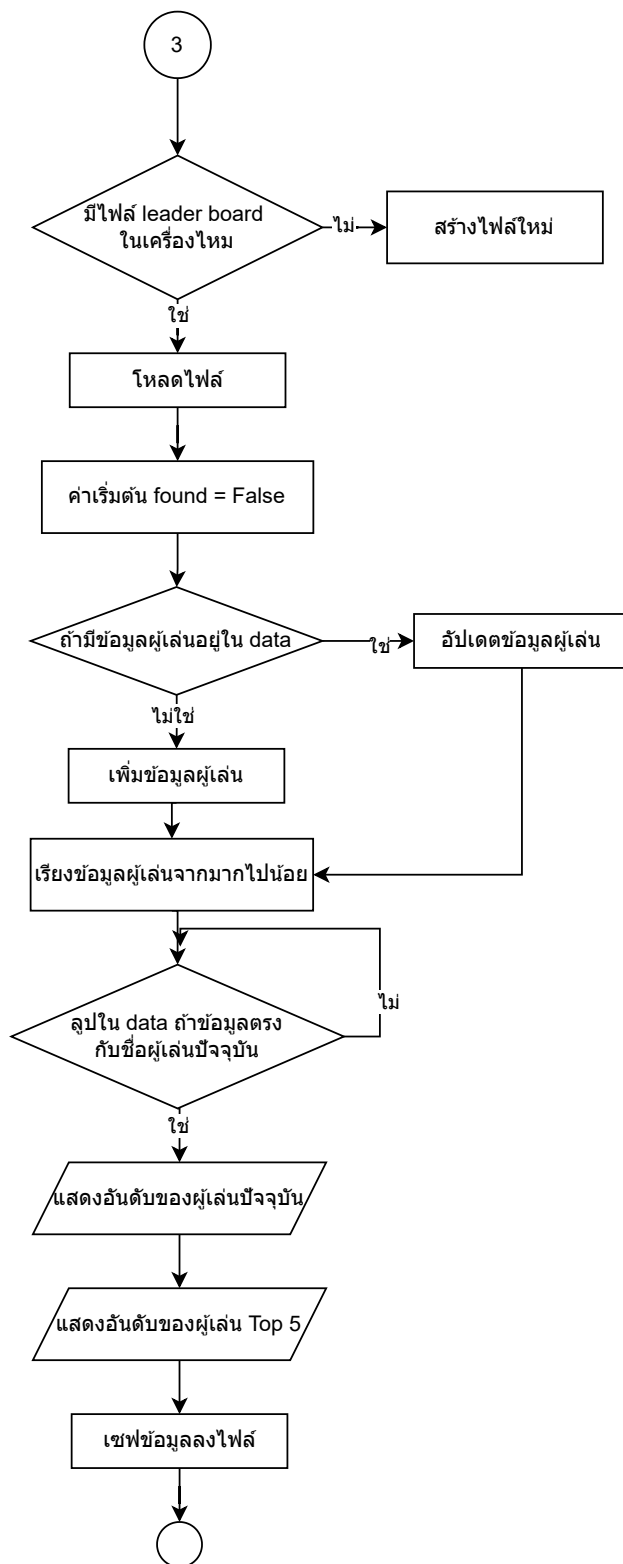 3
มีไฟล์ leader board
ในเครื่องไหม
ไม่
สร้างไฟล์ใหม่
ใช่
โหลดไฟล์
ค่าเริ่มต้น found = False
ถ้ามีข้อมูลผู้เล่นอยู่ใน data
ใช่
อัปเดตข้อมูลผู้เล่น
ไม่ใช่
เพิ่มข้อมูลผู้เล่น
เรียงข้อมูลผู้เล่นจากมากไปน้อย
ไม่
ลูปใน data ถ้าข้อมูลตรง
กับชื่อผู้เล่นปัจจุบัน
ใช่
แสดงอันดับของผู้เล่นปัจจุบัน
แสดงอันดับของผู้เล่น Top 5
เซฟข้อมูลลงไฟล์